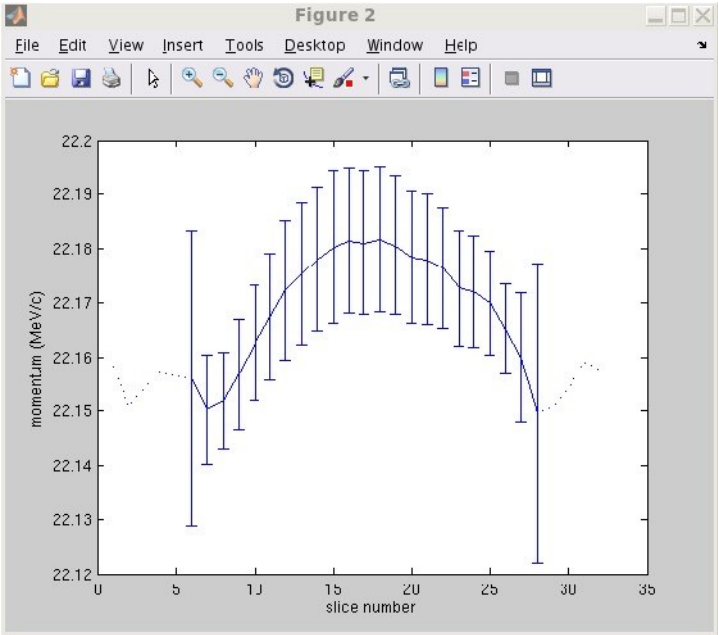 Figure 2
File Edit View Insert Tools Desktop Window Help
22.2
22.19
22.18
22.17
22.16
22.15
22.14
22.13
22.12
momentum (MeV/c)
0 5 10 15 20 25 30 35
slice number